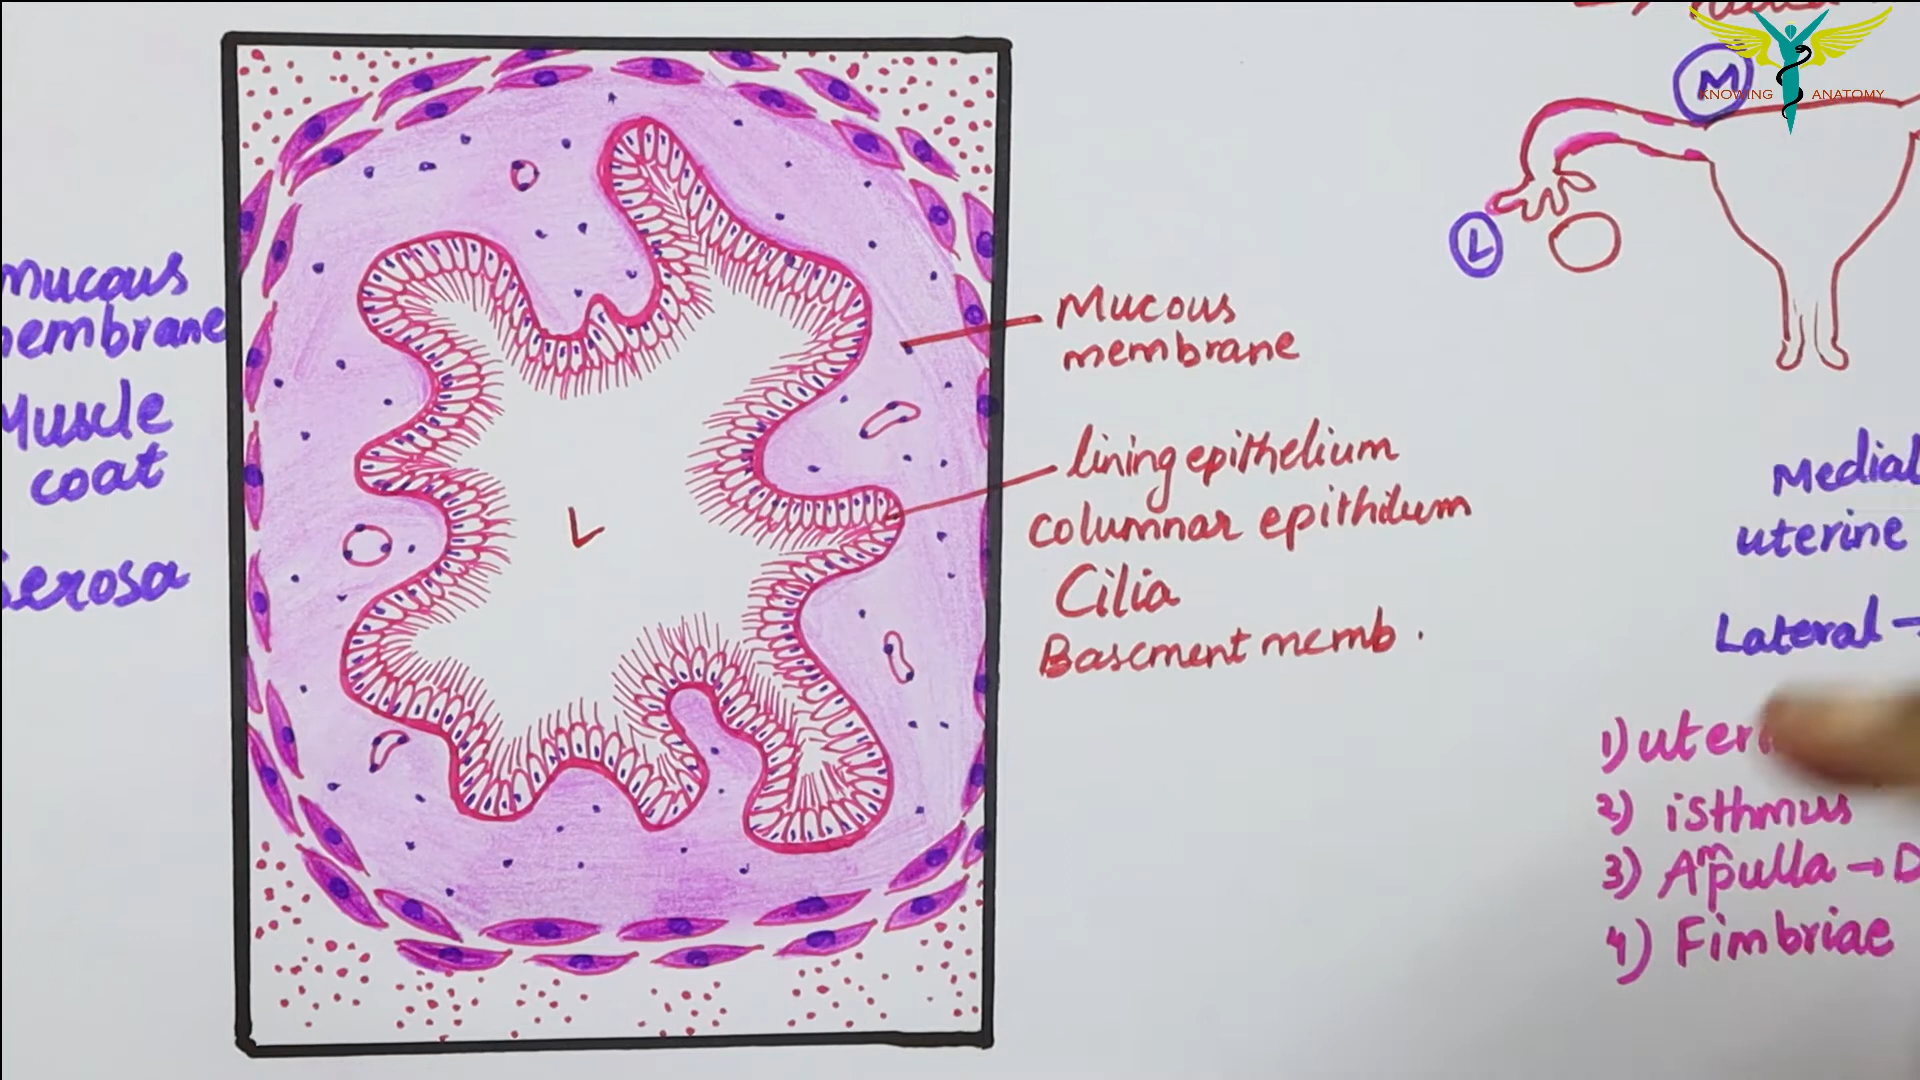 KNOWING ANATOMY
M
L
Mucous
membrane
Muscle
coat
Serosa
L
Mucous
membrane
lining epithelium
columnar epithilium
Cilia
Basement memb.
Medial
uterine
Lateral →
1) uteri
2) isthmus
3) Ampulla → D
4) Fimbriae